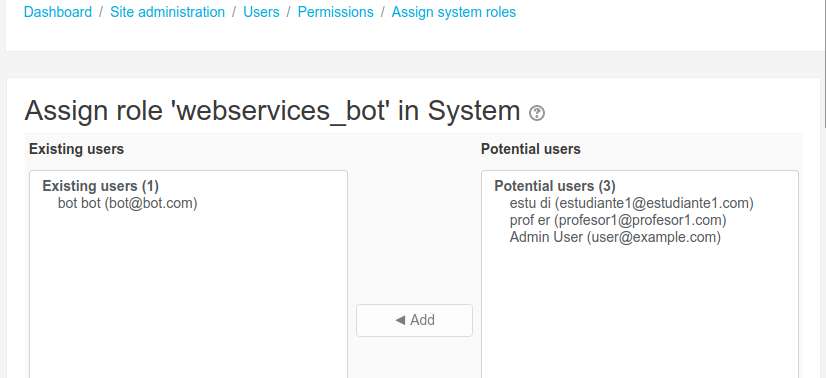 Dashboard / Site administration / Users / Permissions / Assign system roles
Assign role 'webservices_bot' in System ?
Existing users
Existing users (1)
bot bot (bot@bot.com)
◄ Add
Potential users
Potential users (3)
estu di (estudiante1@estudiante1.com)
prof er (profesor1@profesor1.com)
Admin User (user@example.com)